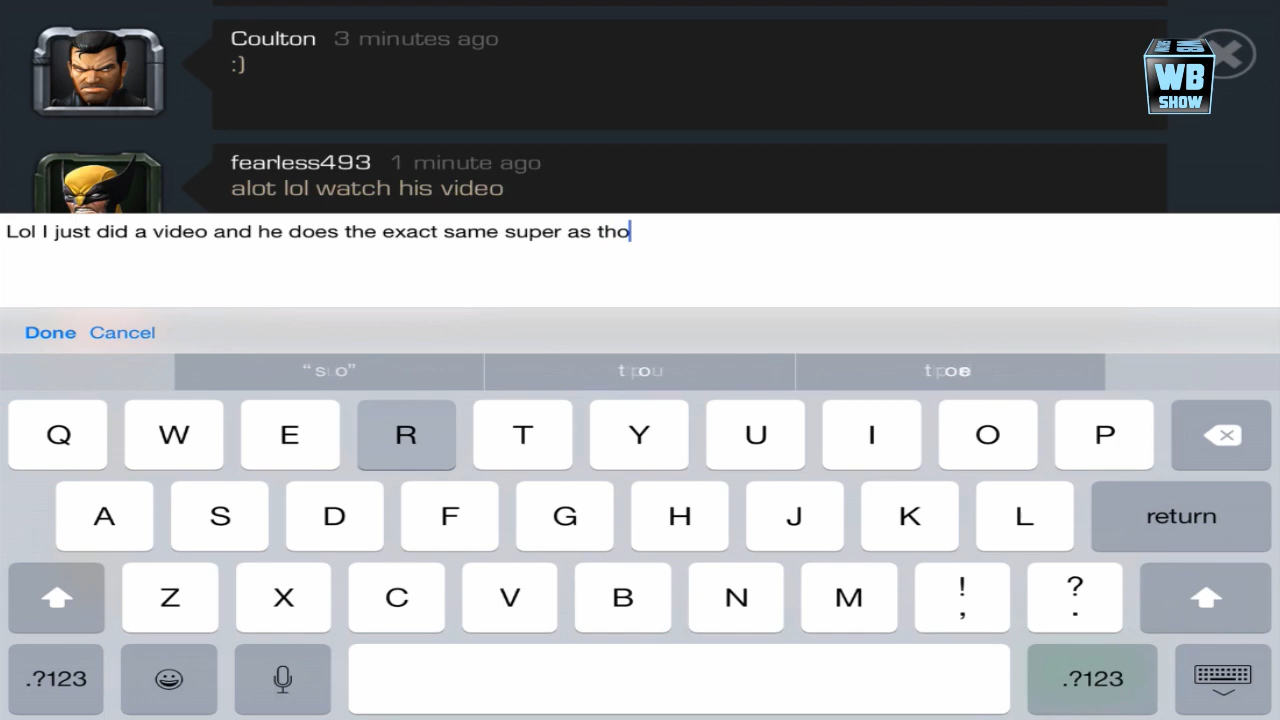 Coulton 3 minutes ago
:)
WB
SHOW
fearless493 1 minute ago
alot lol watch his video
Lol I just did a video and he does the exact same super as tho
Done Cancel
Q W E R T Y U I O P
A S D F G H J K L return
Z X C V B N M ! , ? .
.?123 .?123